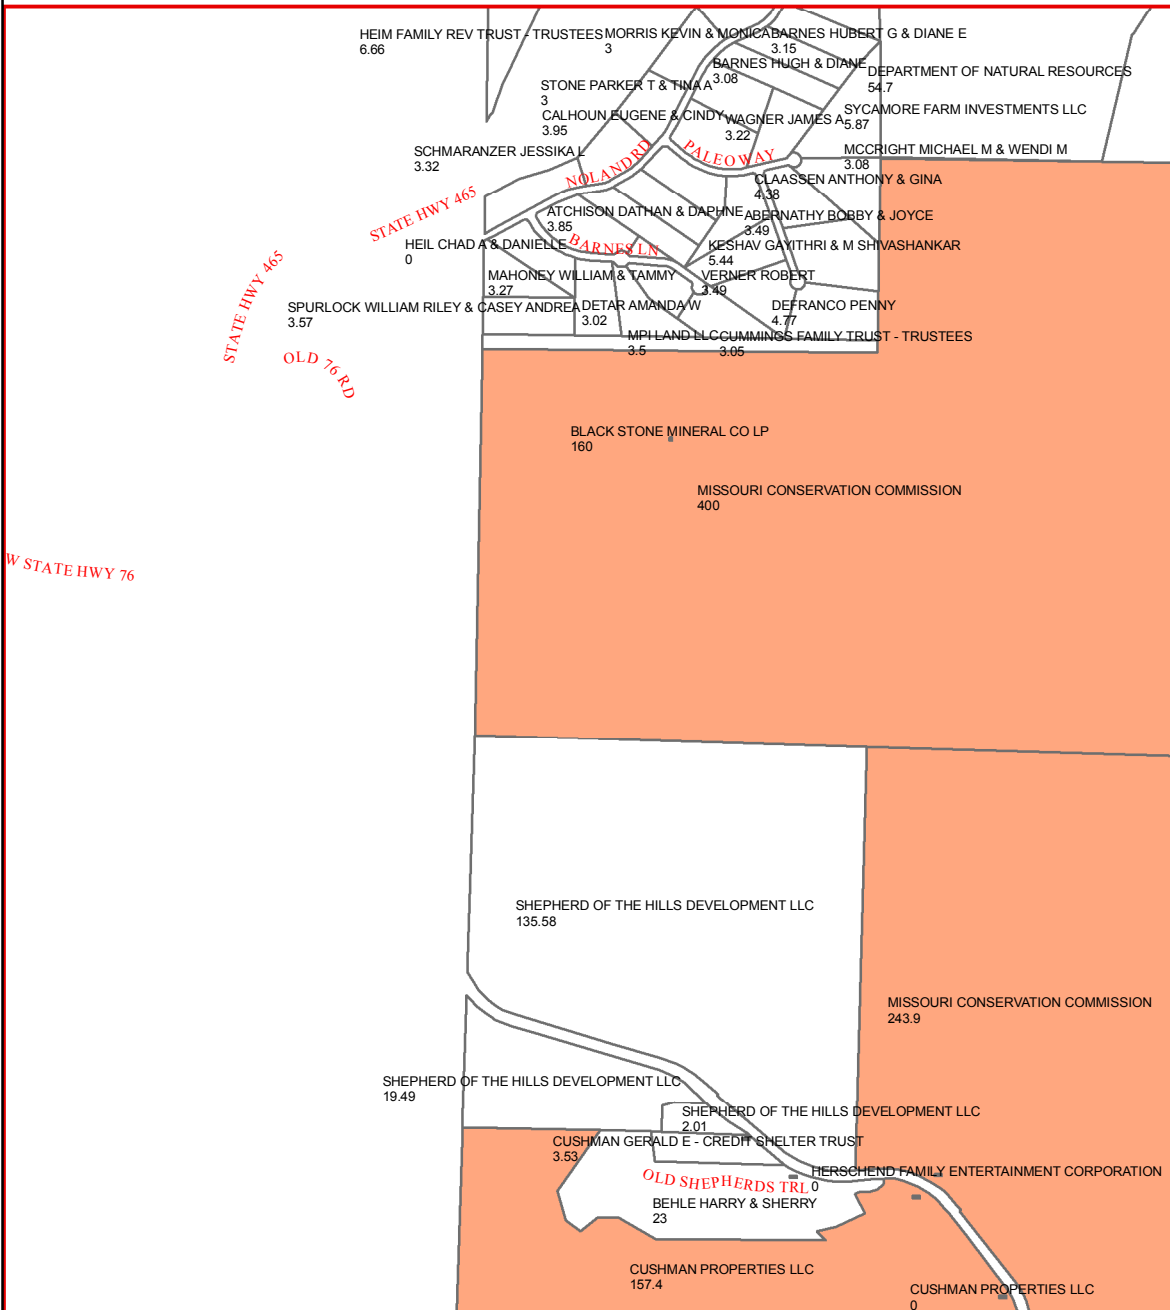 HEIM FAMILY REV TRUST - TRUSTEES
6.66
MORRIS KEVIN & MONICA
3
BARNES HUBERT G & DIANE E
3.15
BARNES HUGH & DIANE
3.08
DEPARTMENT OF NATURAL RESOURCES
54.7
STONE PARKER T & TINA A
3
CALHOUN EUGENE & CINDY
3.95
WAGNER JAMES A
3.22
SYCAMORE FARM INVESTMENTS LLC
5.87
SCHMARANZER JESSIKA L
3.32
NOLAND RD
PALEO WAY
MCCRIGHT MICHAEL M & WENDI M
3.08
CLAASSEN ANTHONY & GINA
4.38
STATE HWY 465
ATCHISON DATHAN & DAPHNE
3.85
ABERNATHY BOBBY & JOYCE
3.49
HEIL CHAD A & DANIELLE
0
BARNES LN
KESHAV GAYITHRI & M SHIVASHANKAR
5.44
STATE HWY 465
MAHONEY WILLIAM & TAMMY
3.27
VERNER ROBERT
3.49
SPURLOCK WILLIAM RILEY & CASEY ANDREA
3.57
DETAR AMANDA W
3.02
DEFRANCO PENNY
4.77
MPI LAND LLC
3.5
CUMMINGS FAMILY TRUST - TRUSTEES
3.05
OLD 76 RD
BLACK STONE MINERAL CO LP
160
MISSOURI CONSERVATION COMMISSION
400
W STATE HWY 76
SHEPHERD OF THE HILLS DEVELOPMENT LLC
135.58
MISSOURI CONSERVATION COMMISSION
243.9
SHEPHERD OF THE HILLS DEVELOPMENT LLC
19.49
SHEPHERD OF THE HILLS DEVELOPMENT LLC
2.01
CUSHMAN GERALD E - CREDIT SHELTER TRUST
3.53
HERSCHEND FAMILY ENTERTAINMENT CORPORATION
0
OLD SHEPHERDS TRL
BEHLE HARRY & SHERRY
23
CUSHMAN PROPERTIES LLC
157.4
CUSHMAN PROPERTIES LLC
0